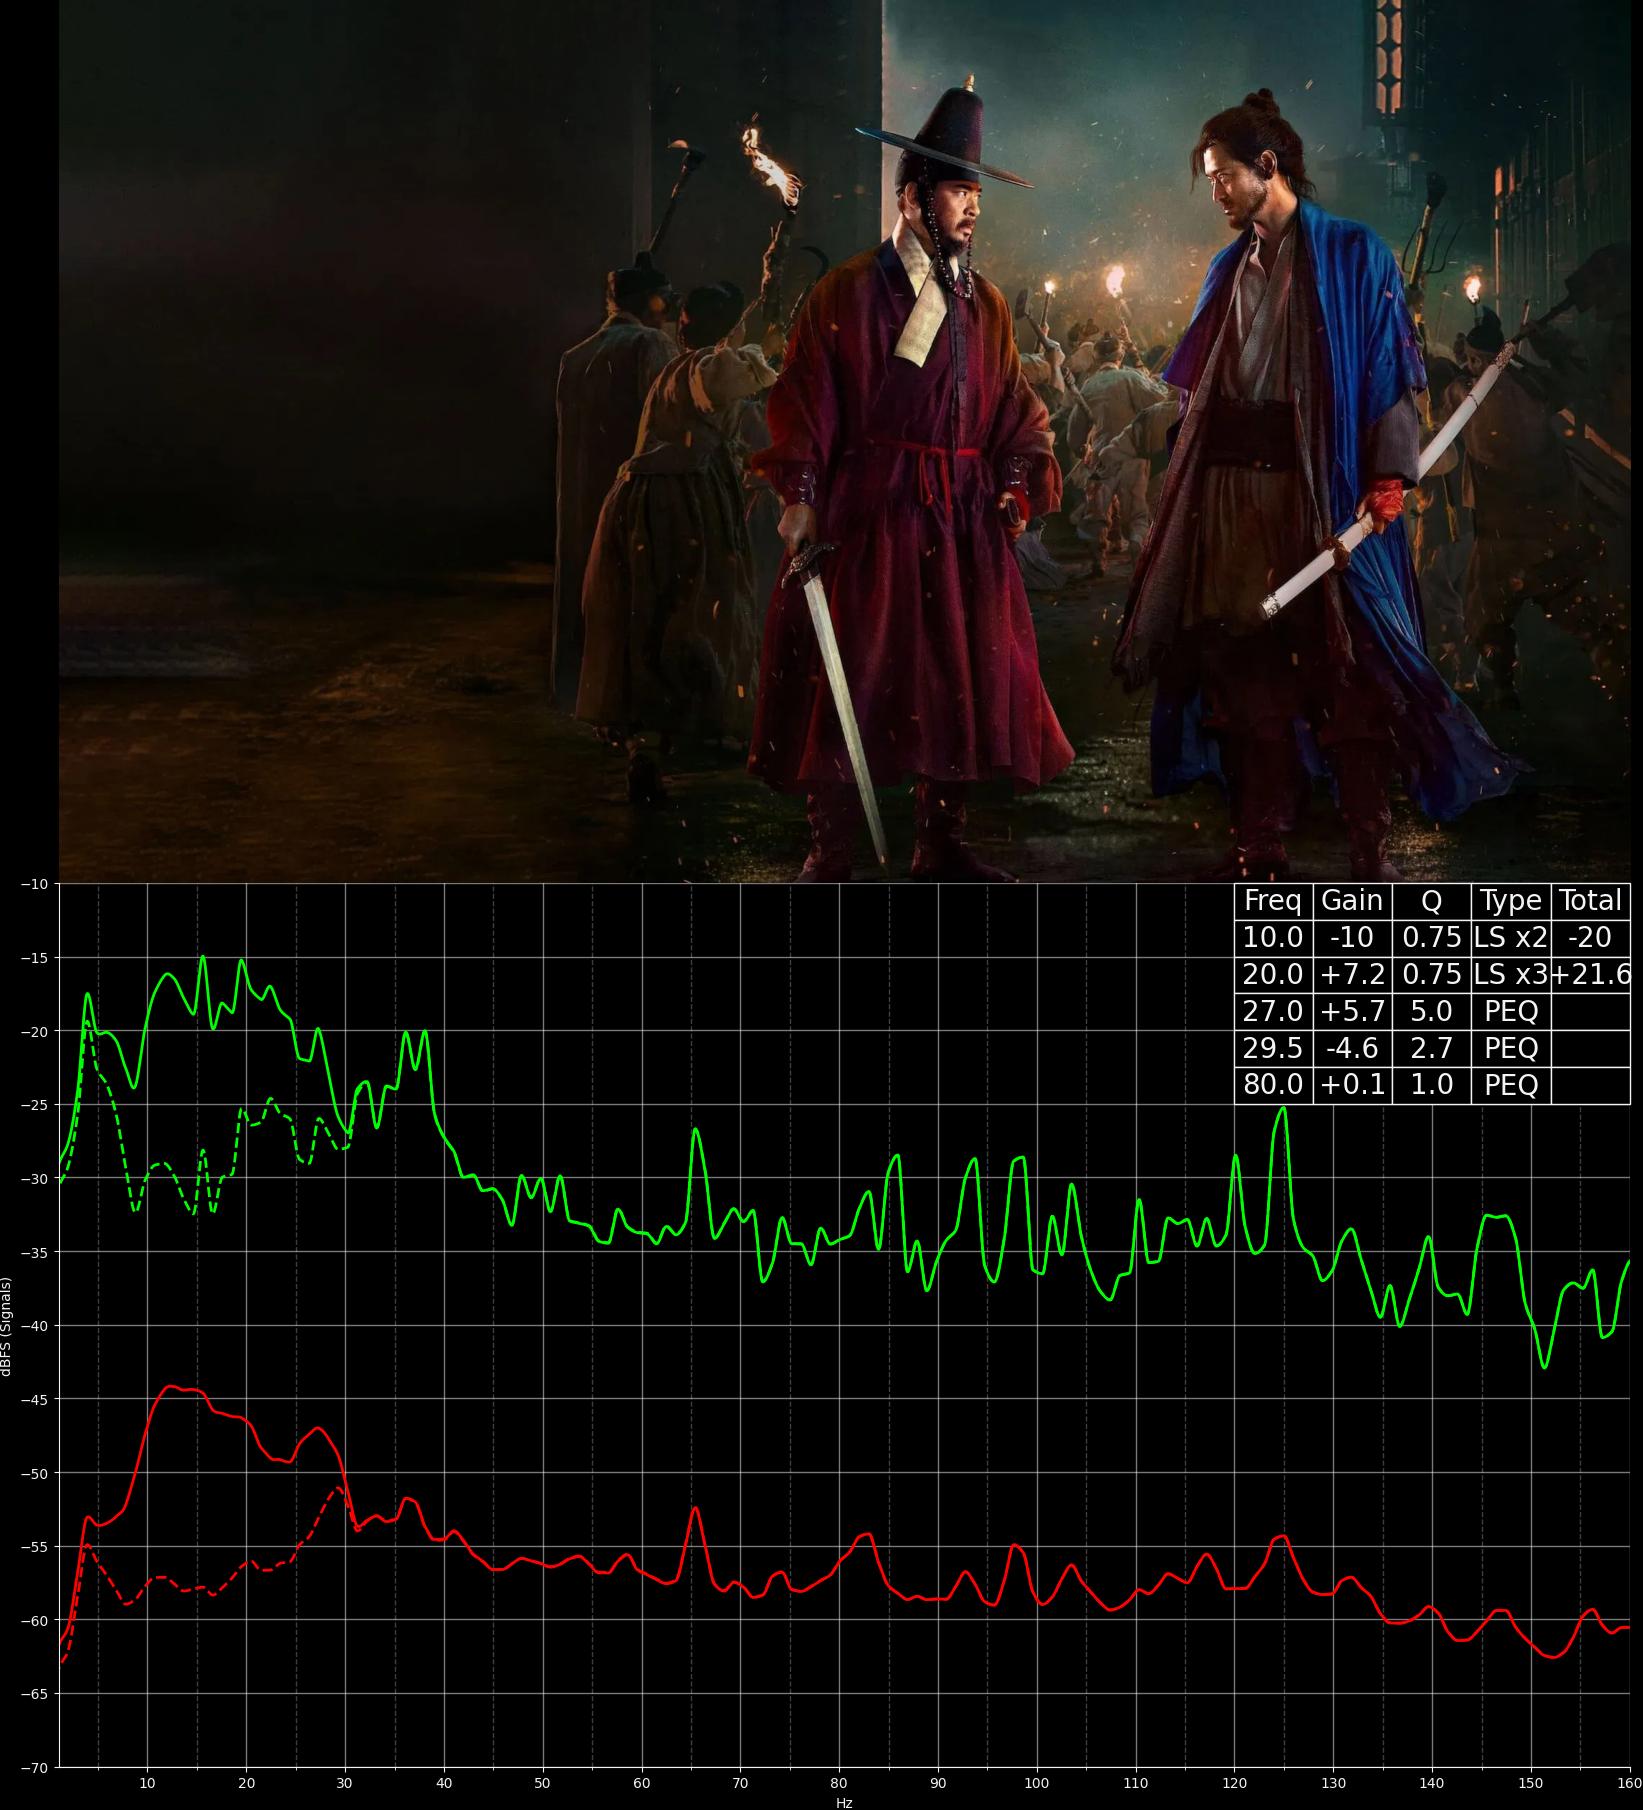 Freq Gain Q Type Total
10.0 -10 0.75 LS x2 -20
20.0 +7.2 0.75 LS x3 +21.6
27.0 +5.7 5.0 PEQ
29.5 -4.6 2.7 PEQ
80.0 +0.1 1.0 PEQ
−10
−15
−20
−25
−30
−35
−40
−45
−50
−55
−60
−65
−70
dBFS (Signals)
10 20 30 40 50 60 70 80 90 100 110 120 130 140 150 160
Hz